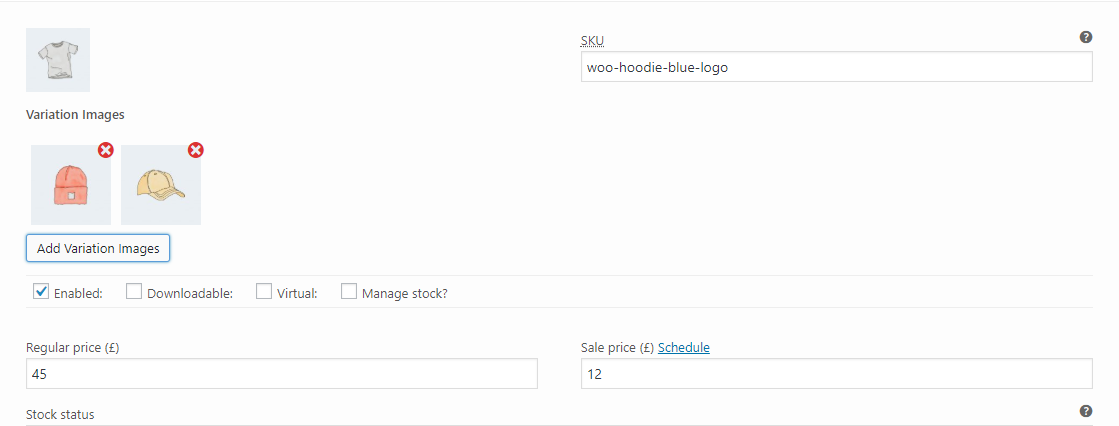 SKU
woo-hoodie-blue-logo
Variation Images
Add Variation Images
Enabled: Downloadable: Virtual: Manage stock?
Regular price (£) Sale price (£) Schedule
45 12
Stock status